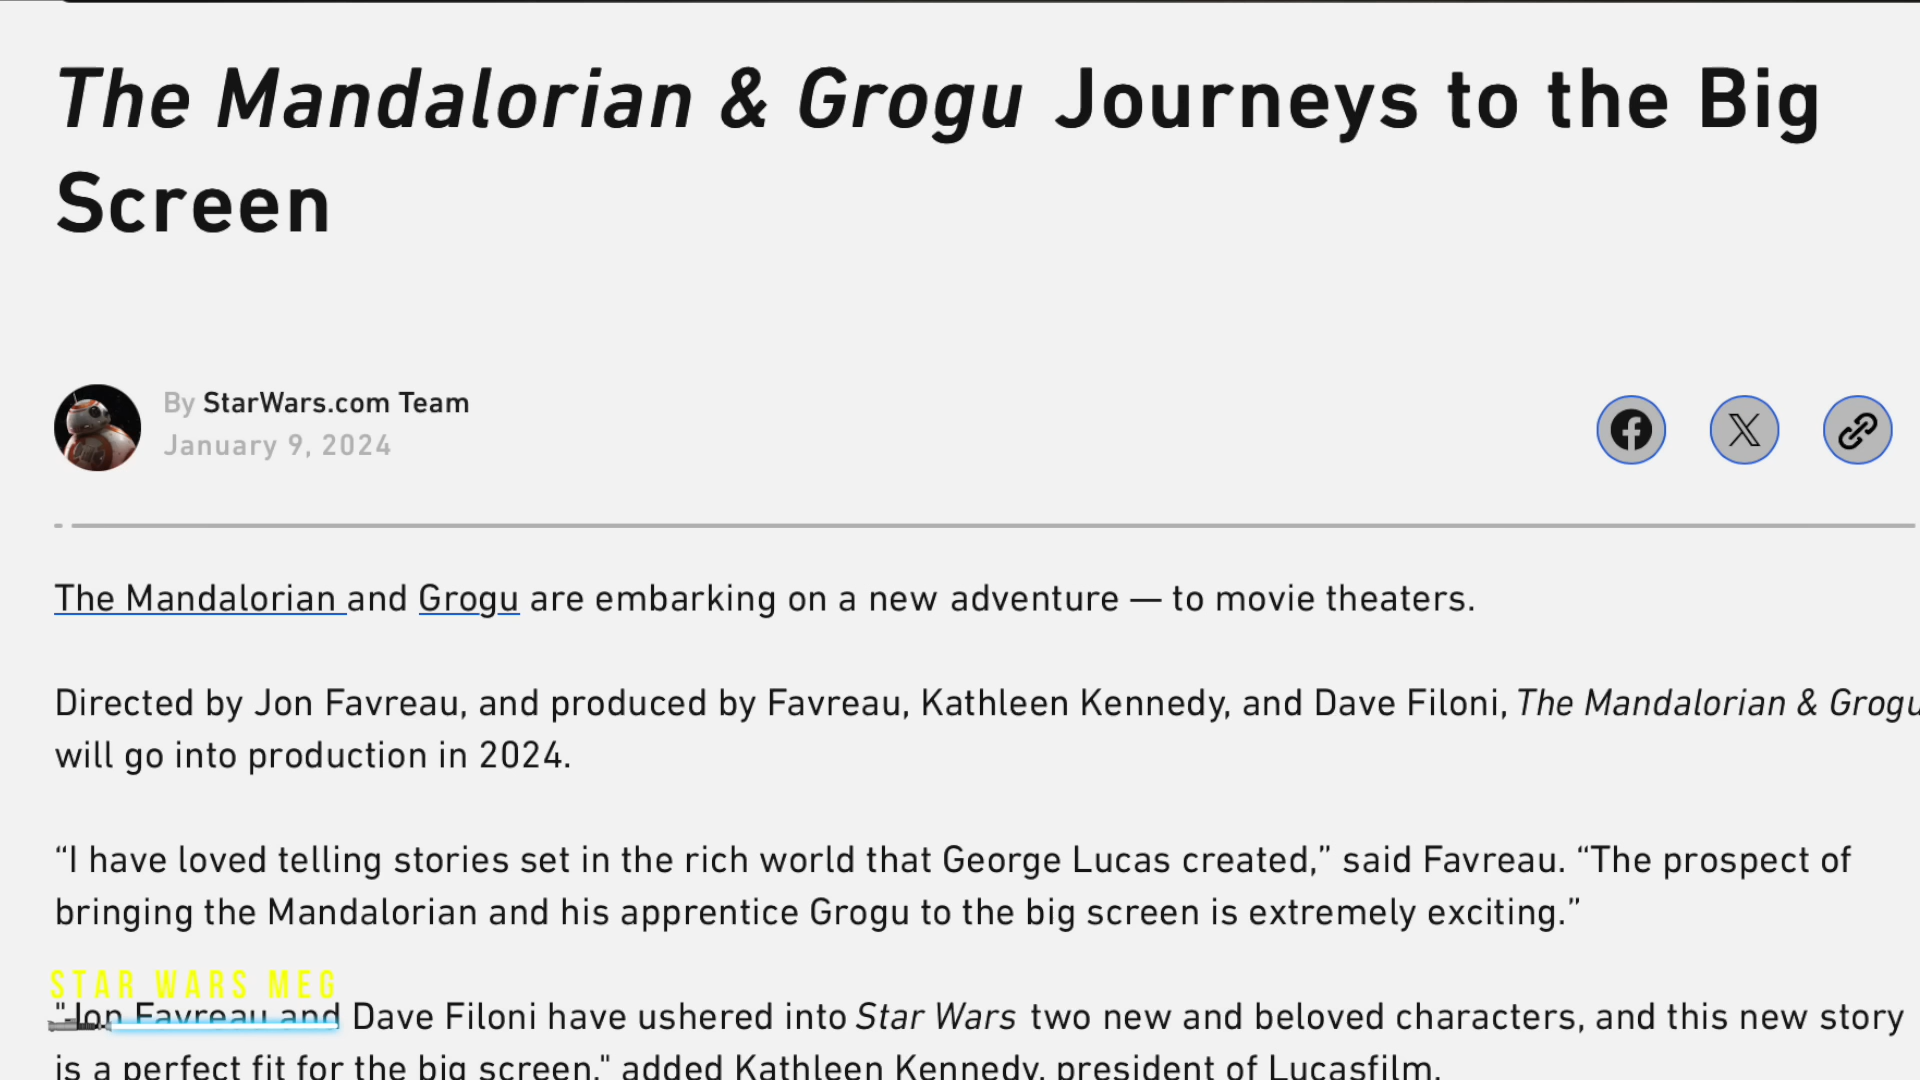 The Mandalorian & Grogu Journeys to the Big
Screen
By StarWars.com Team
January 9, 2024
The Mandalorian and Grogu are embarking on a new adventure — to movie theaters.
Directed by Jon Favreau, and produced by Favreau, Kathleen Kennedy, and Dave Filoni, The Mandalorian & Grogu
will go into production in 2024.
“I have loved telling stories set in the rich world that George Lucas created,” said Favreau. “The prospect of
bringing the Mandalorian and his apprentice Grogu to the big screen is extremely exciting.”
STAR WARS MEG
"Jon Favreau and Dave Filoni have ushered into Star Wars two new and beloved characters, and this new story
is a perfect fit for the big screen," added Kathleen Kennedy, president of Lucasfilm.